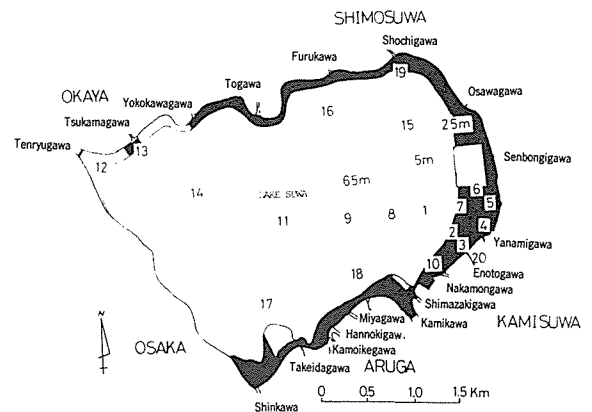 SHIMOSUWA
Shochigawa
Furukawa
19
Togawa
OKAYA
Yokokawagawa
Osawagawa
Tsukamagawa
16
15
25m
Tenryugawa
13
12
5m
Senbongigawa
14
LAKE SUWA
65m
6
5
7
1
11
9
8
4
2
3
Yanamigawa
20
Enotogawa
10
18
Nakamongawa
Shimazakigawa
17
Miyagawa
Kamikawa
KAMISUWA
Hannokigaw.
OSAKA
Kamoikegawa
Takeidagawa
ARUGA
N
0 0.5 1.0 1.5 Km
Shinkawa